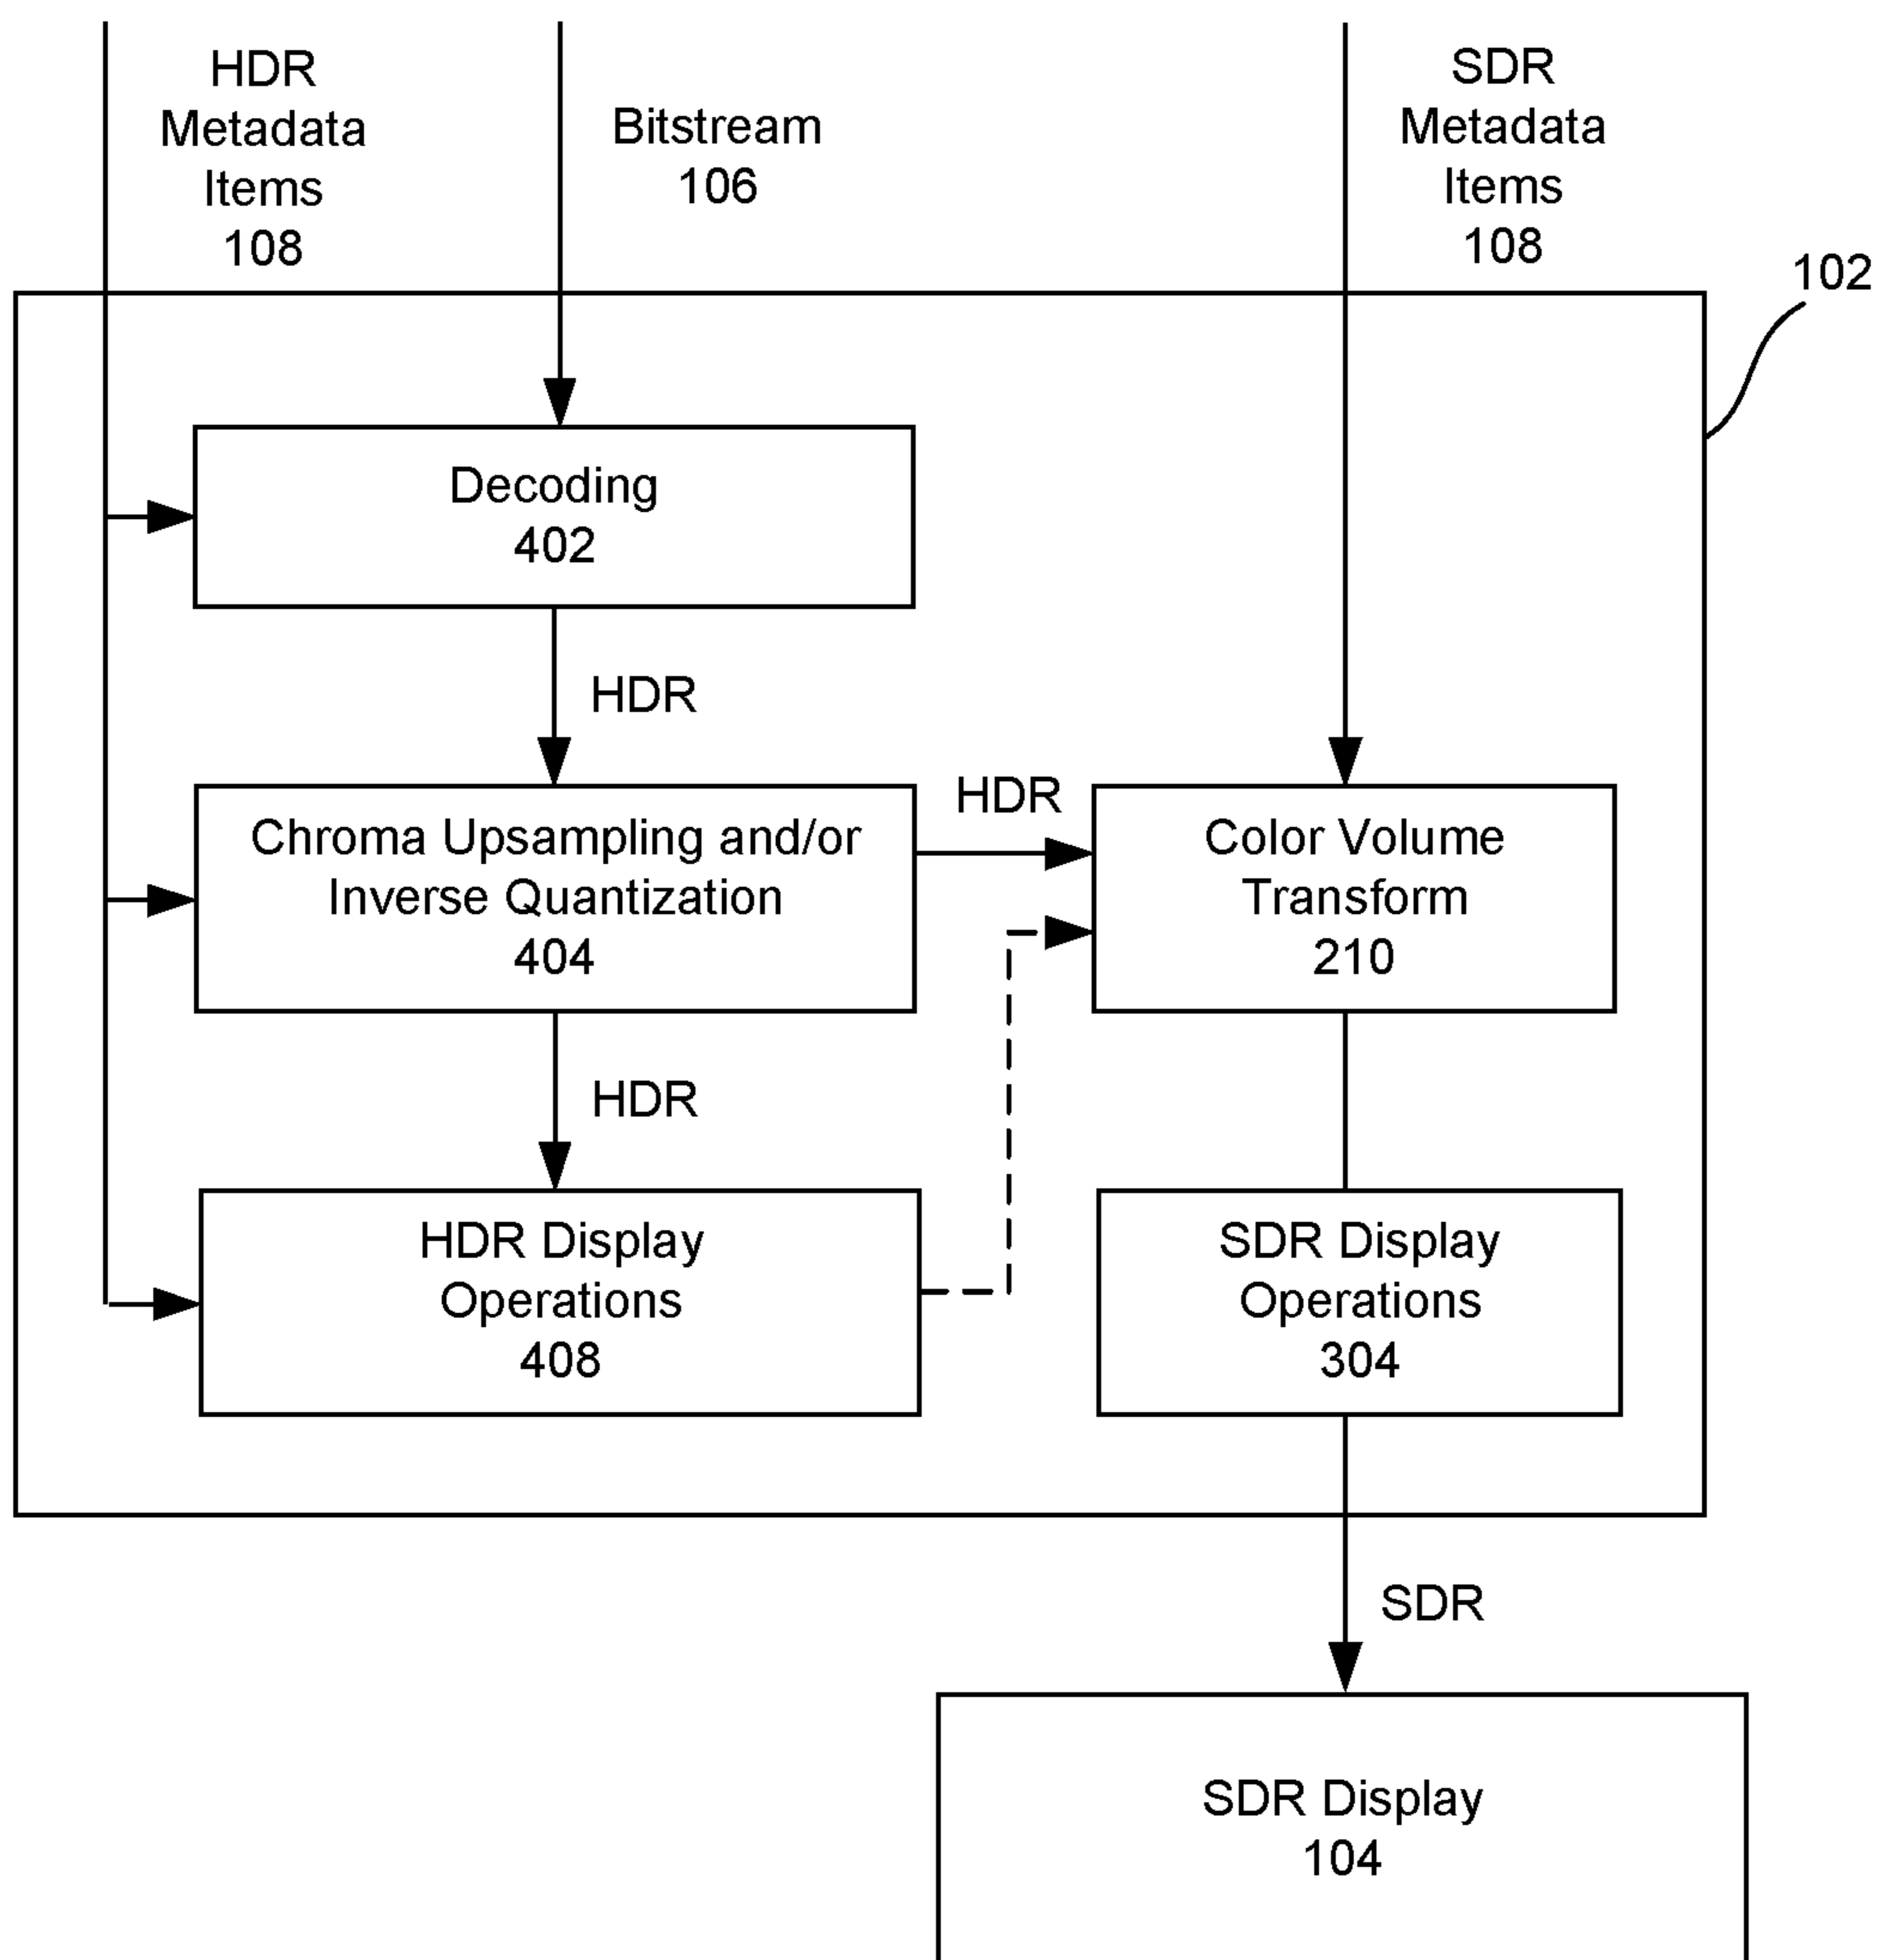 HDR
Metadata
Items
108
Bitstream
106
SDR
Metadata
Items
108
102
Decoding
402
HDR
Chroma Upsampling and/or
Inverse Quantization
404
HDR
Color Volume
Transform
210
HDR
HDR Display
Operations
408
SDR Display
Operations
304
SDR
SDR Display
104